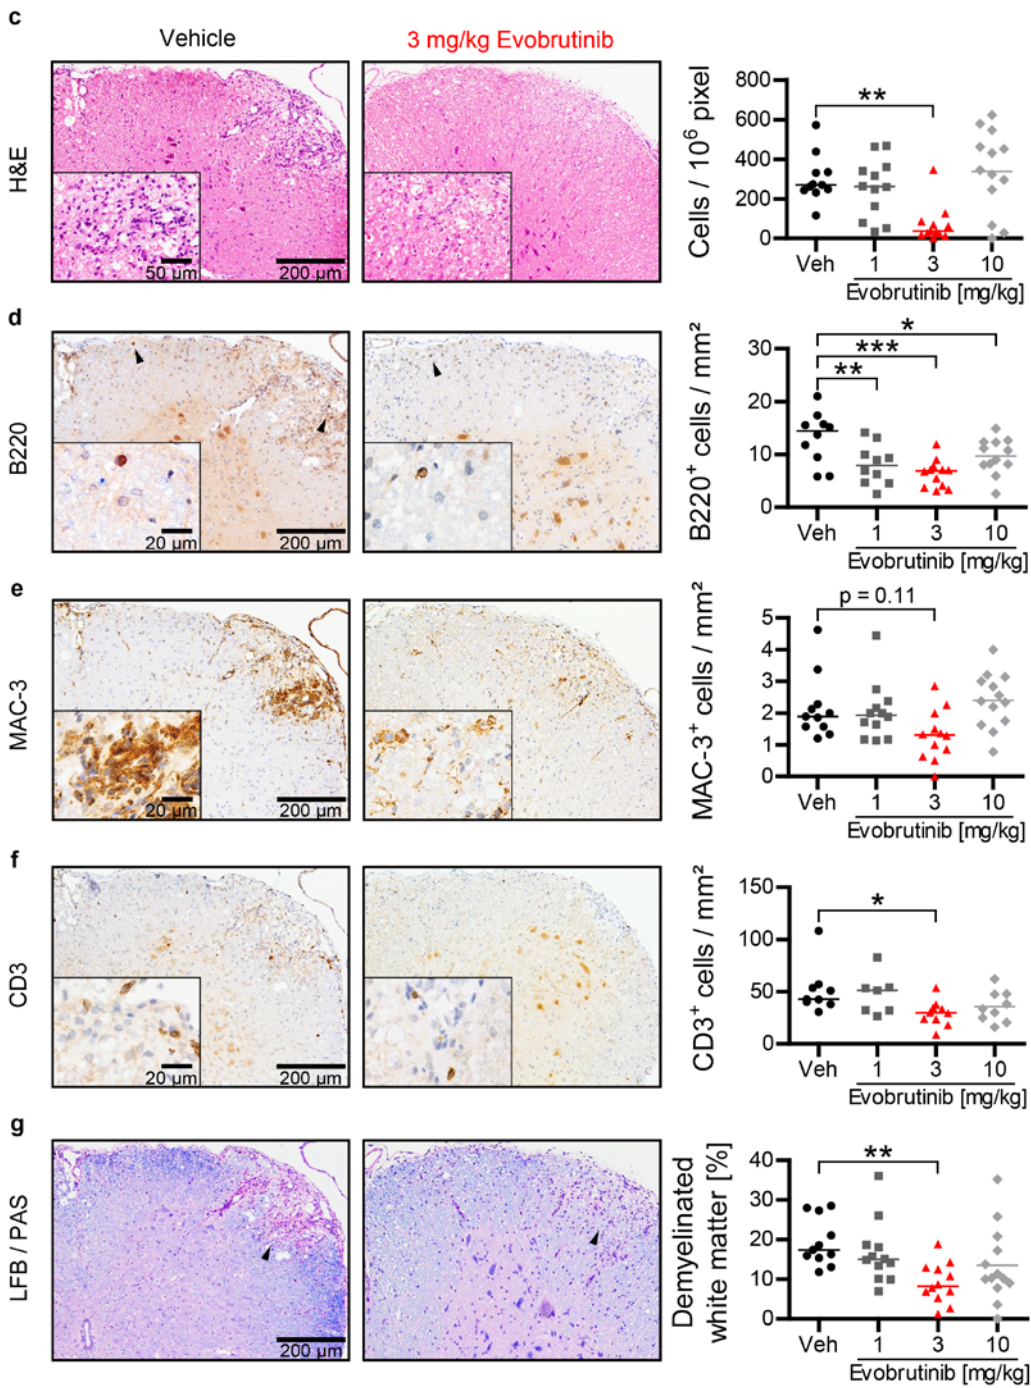 c
Vehicle
3 mg/kg Evobrutinib
H&E
50 µm
200 µm
Cells / 10⁶ pixel
800
600
400
200
0
**
Veh
1
3
10
Evobrutinib [mg/kg]
d
B220
20 µm
200 µm
B220⁺ cells / mm²
30
20
10
0
*
***
**
Veh
1
3
10
Evobrutinib [mg/kg]
e
MAC-3
20 µm
200 µm
MAC-3⁺ cells / mm²
5
4
3
2
1
0
p = 0.11
Veh
1
3
10
Evobrutinib [mg/kg]
f
CD3
20 µm
200 µm
CD3⁺ cells / mm²
150
100
50
0
*
Veh
1
3
10
Evobrutinib [mg/kg]
g
LFB / PAS
200 µm
Demyelinated
white matter [%]
40
30
20
10
0
**
Veh
1
3
10
Evobrutinib [mg/kg]